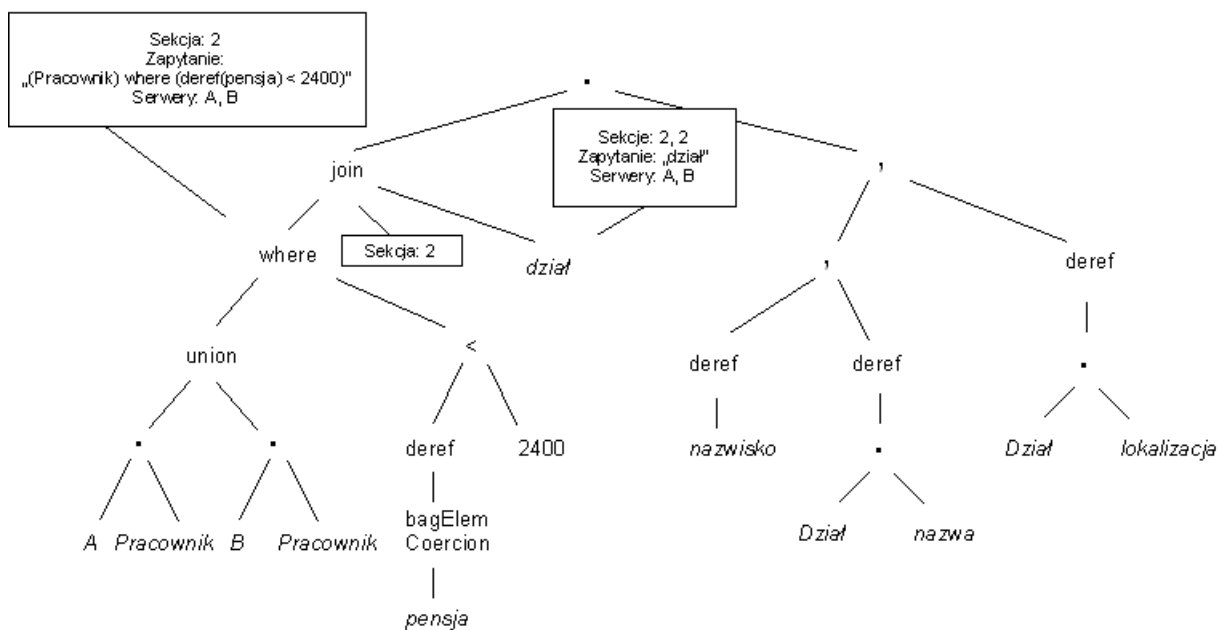 Sekcja: 2
Zapytanie:
„(Pracownik) where (deref(pensja) < 2400)”
Serwery: A, B
.
Sekcje: 2, 2
Zapytanie: „dział”
Serwery: A, B
join
,
where
Sekcja: 2
dział
,
deref
union
<
deref
deref
.
.
.
deref
2400
nazwisko
.
Dział
lokalizacja
A
Pracownik
B
Pracownik
bagElem
Coercion
Dział
nazwa
pensja